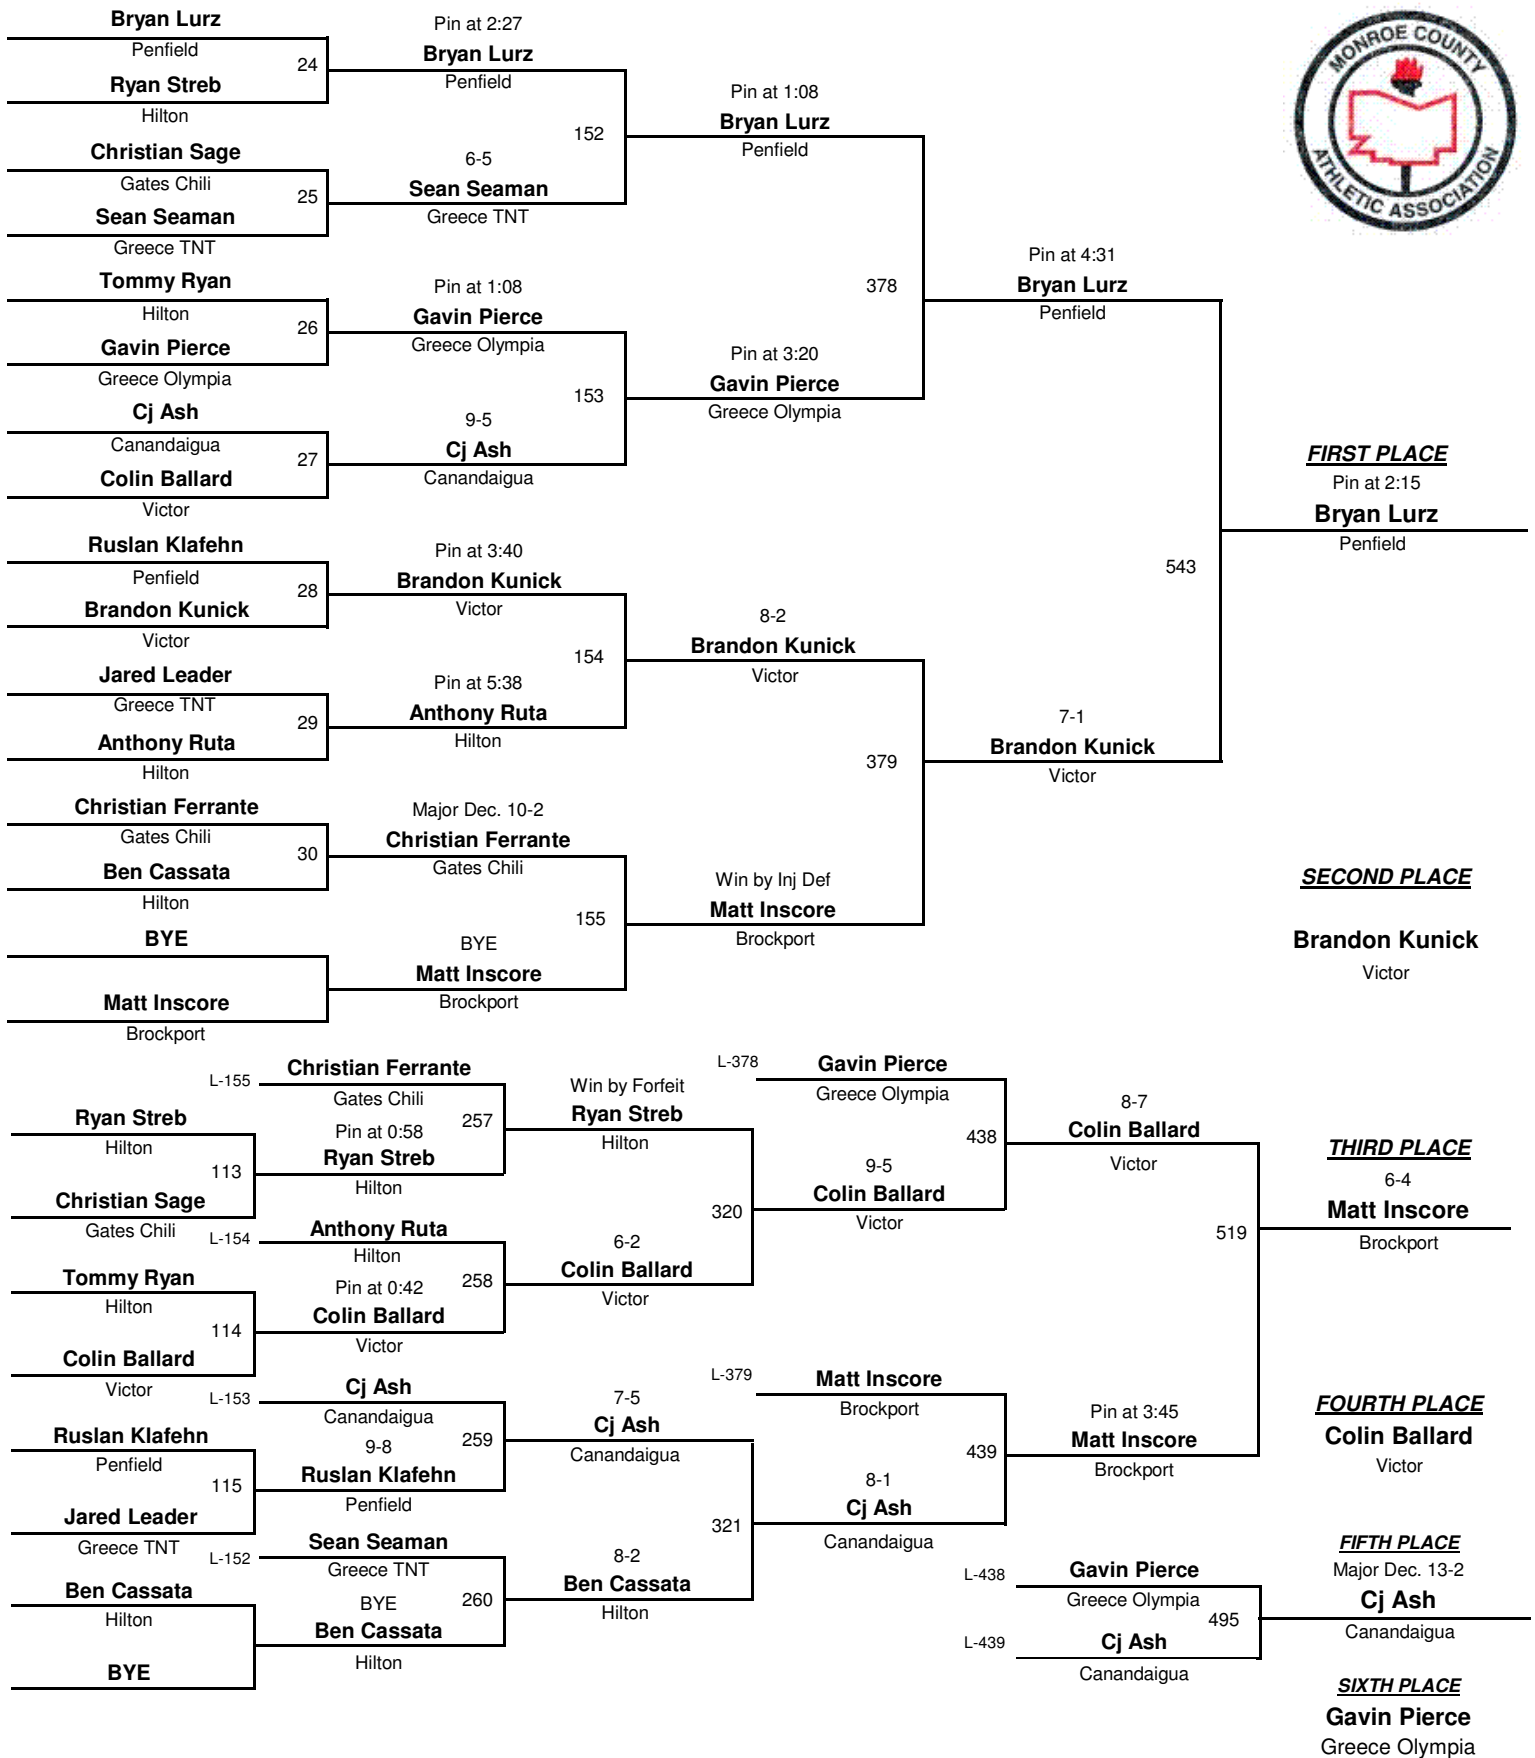 Bryan Lurz
Penfield
24
Ryan Streb
Hilton
Christian Sage
Gates Chili
25
Sean Seaman
Greece TNT
Tommy Ryan
Hilton
26
Gavin Pierce
Greece Olympia
Cj Ash
Canandaigua
27
Colin Ballard
Victor
Ruslan Klafehn
Penfield
28
Brandon Kunick
Victor
Jared Leader
Greece TNT
29
Anthony Ruta
Hilton
Christian Ferrante
Gates Chili
30
Ben Cassata
Hilton
BYE
Matt Inscore
Brockport
Pin at 2:27
Bryan Lurz
Penfield
152
6-5
Sean Seaman
Greece TNT
Pin at 1:08
Gavin Pierce
Greece Olympia
153
9-5
Cj Ash
Canandaigua
Pin at 3:40
Brandon Kunick
Victor
154
Pin at 5:38
Anthony Ruta
Hilton
Major Dec. 10-2
Christian Ferrante
Gates Chili
155
BYE
Matt Inscore
Brockport
Pin at 1:08
Bryan Lurz
Penfield
378
Pin at 3:20
Gavin Pierce
Greece Olympia
8-2
Brandon Kunick
Victor
379
Win by Inj Def
Matt Inscore
Brockport
MONROE COUNTY
ATHLETIC ASSOCIATION
Pin at 4:31
Bryan Lurz
Penfield
543
7-1
Brandon Kunick
Victor
FIRST PLACE
Pin at 2:15
Bryan Lurz
Penfield
SECOND PLACE
Brandon Kunick
Victor
L-155
Christian Ferrante
Gates Chili
257
Ryan Streb
Hilton
113
Christian Sage
Gates Chili
Pin at 0:58
Ryan Streb
Hilton
L-154
Anthony Ruta
Hilton
258
Tommy Ryan
Hilton
114
Colin Ballard
Victor
Pin at 0:42
Colin Ballard
Victor
L-153
Cj Ash
Canandaigua
259
Ruslan Klafehn
Penfield
115
Jared Leader
Greece TNT
9-8
Ruslan Klafehn
Penfield
L-152
Sean Seaman
Greece TNT
260
Ben Cassata
Hilton
BYE
BYE
Ben Cassata
Hilton
Win by Forfeit
Ryan Streb
Hilton
320
6-2
Colin Ballard
Victor
7-5
Cj Ash
Canandaigua
321
8-2
Ben Cassata
Hilton
L-378
Gavin Pierce
Greece Olympia
438
9-5
Colin Ballard
Victor
L-379
Matt Inscore
Brockport
439
8-1
Cj Ash
Canandaigua
8-7
Colin Ballard
Victor
519
Pin at 3:45
Matt Inscore
Brockport
THIRD PLACE
6-4
Matt Inscore
Brockport
FOURTH PLACE
Colin Ballard
Victor
L-438
Gavin Pierce
Greece Olympia
495
L-439
Cj Ash
Canandaigua
FIFTH PLACE
Major Dec. 13-2
Cj Ash
Canandaigua
SIXTH PLACE
Gavin Pierce
Greece Olympia